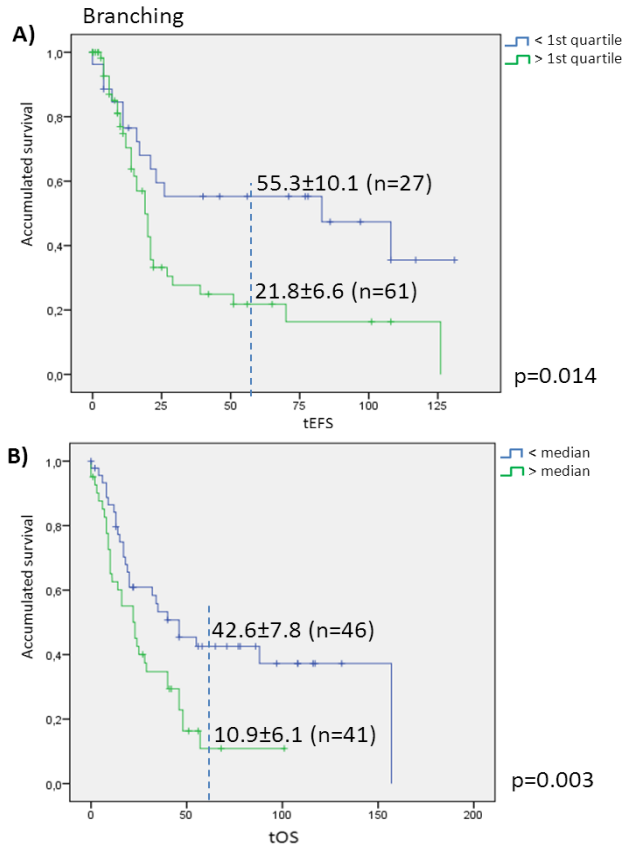 Branching
A)
< 1st quartile
> 1st quartile
Accumulated survival
1,0
0,8
0,6
0,4
0,2
0,0
55.3±10.1 (n=27)
21.8±6.6 (n=61)
0
25
50
75
100
125
tEFS
p=0.014
B)
< median
> median
Accumulated survival
1,0
0,8
0,6
0,4
0,2
0,0
42.6±7.8 (n=46)
10.9±6.1 (n=41)
0
50
100
150
200
tOS
p=0.003